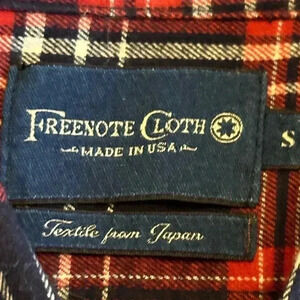 FREENOTE CLOTH
MADE IN USA
S
Textile from Japan